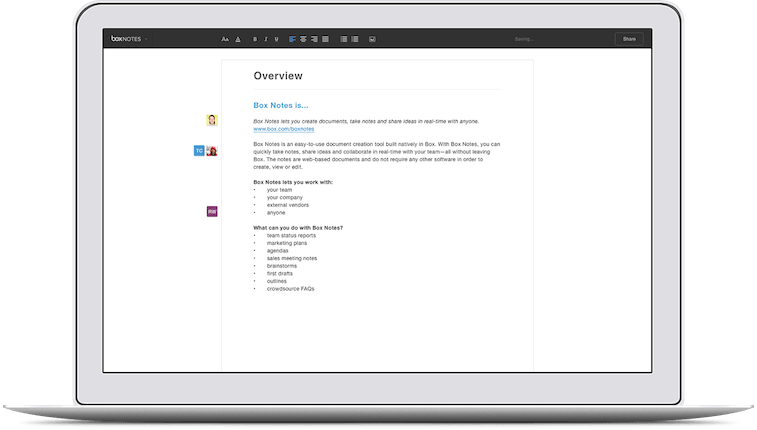 boxNOTES
AA A B I U
Saving...
Share
Overview
Box Notes is...
Box Notes lets you create documents, take notes and share ideas in real-time with anyone.
www.box.com/boxnotes
TC
Box Notes is an easy-to-use document creation tool built natively in Box. With Box Notes, you can
quickly take notes, share ideas and collaborate in real-time with your team—all without leaving
Box. The notes are web-based documents and do not require any other software in order to
create, view or edit.
Box Notes lets you work with:
• your team
• your company
• external vendors
RW
• anyone
What can you do with Box Notes?
• team status reports
• marketing plans
• agendas
• sales meeting notes
• brainstorms
• first drafts
• outlines
• crowdsource FAQs